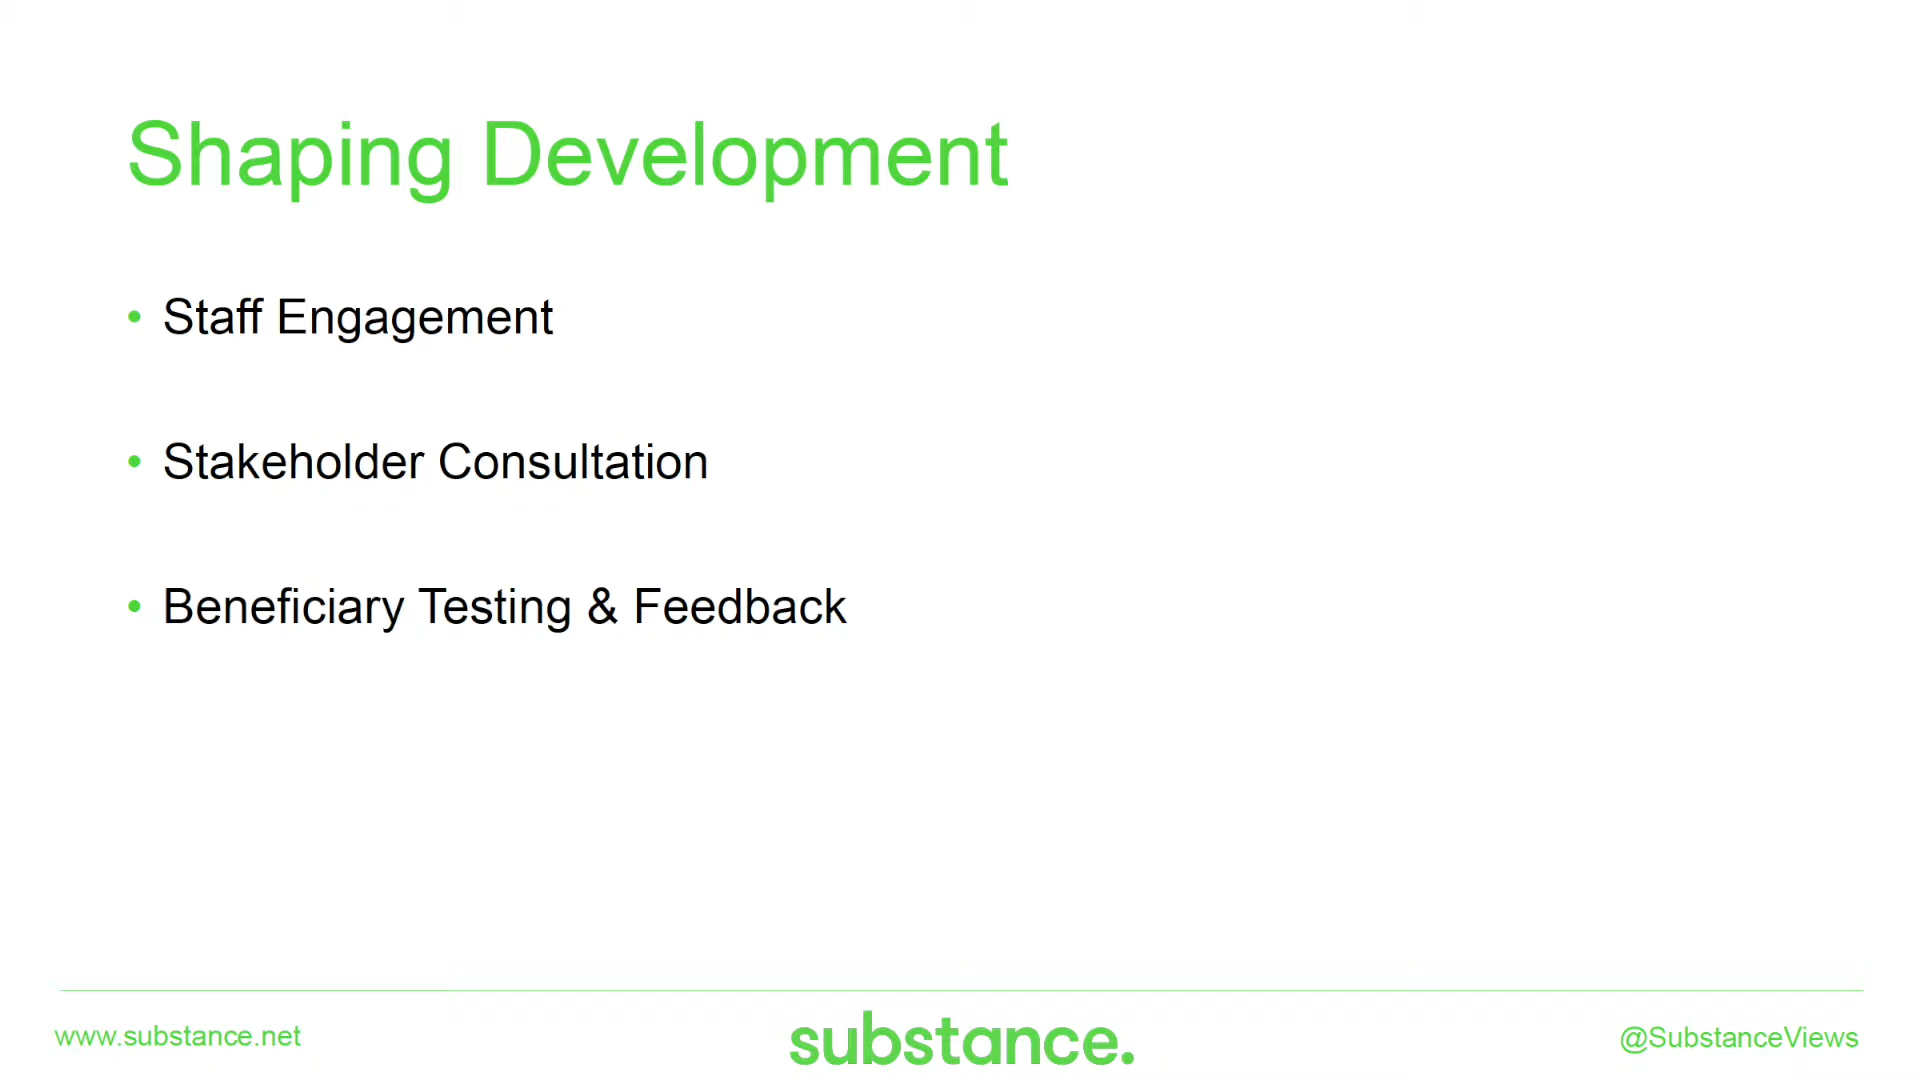 Shaping Development
• Staff Engagement
• Stakeholder Consultation
• Beneficiary Testing & Feedback
www.substance.net
substance.
@SubstanceViews